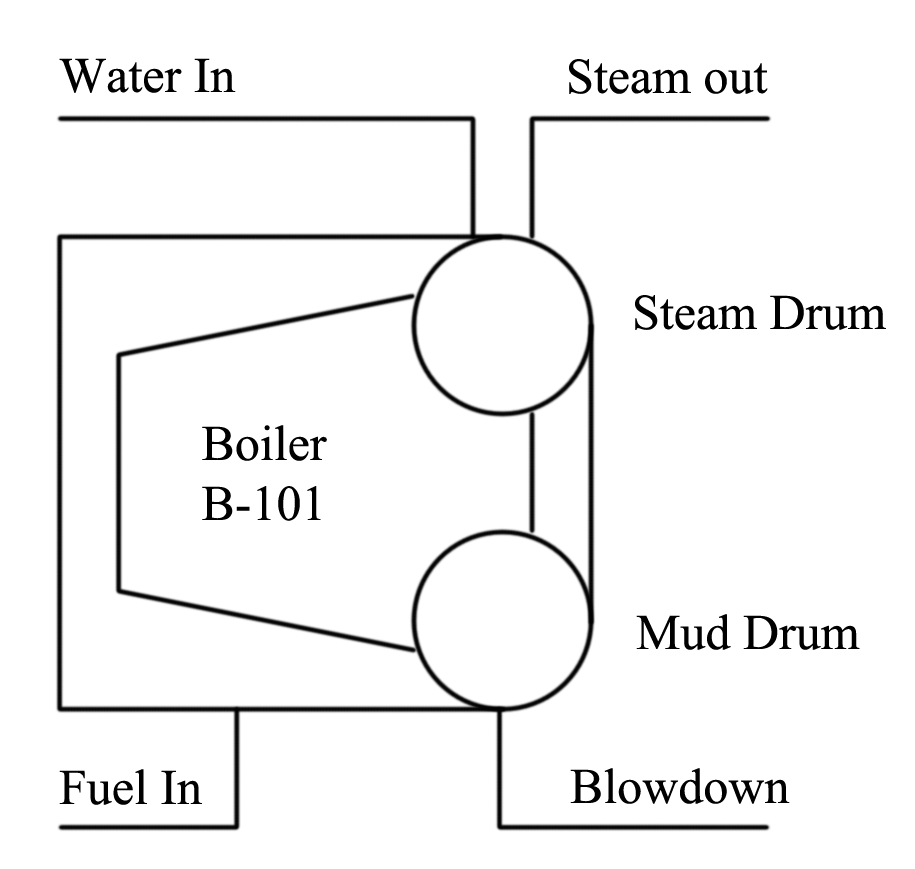 Water In
Steam out
Steam Drum
Boiler
B-101
Mud Drum
Fuel In
Blowdown